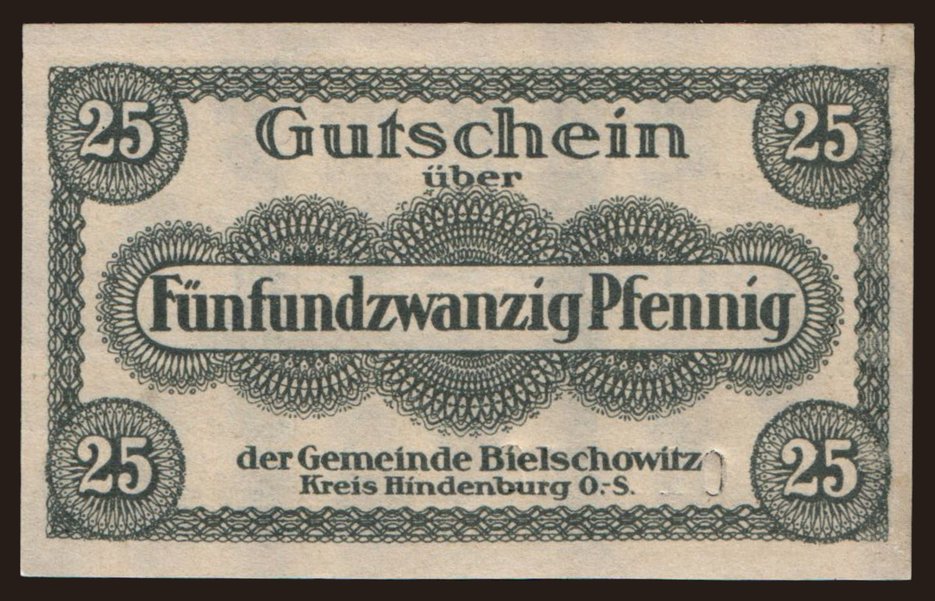 25 25
Gutschein
über
Fünfundzwanzig Pfennig
der Gemeinde Bielschowitz
Kreis Hindenburg O.-S.
25 25